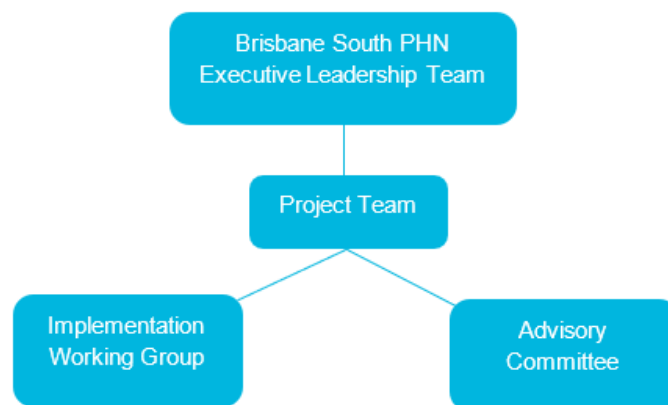 Brisbane South PHN
Executive Leadership Team
Project Team
Implementation
Working Group
Advisory
Committee